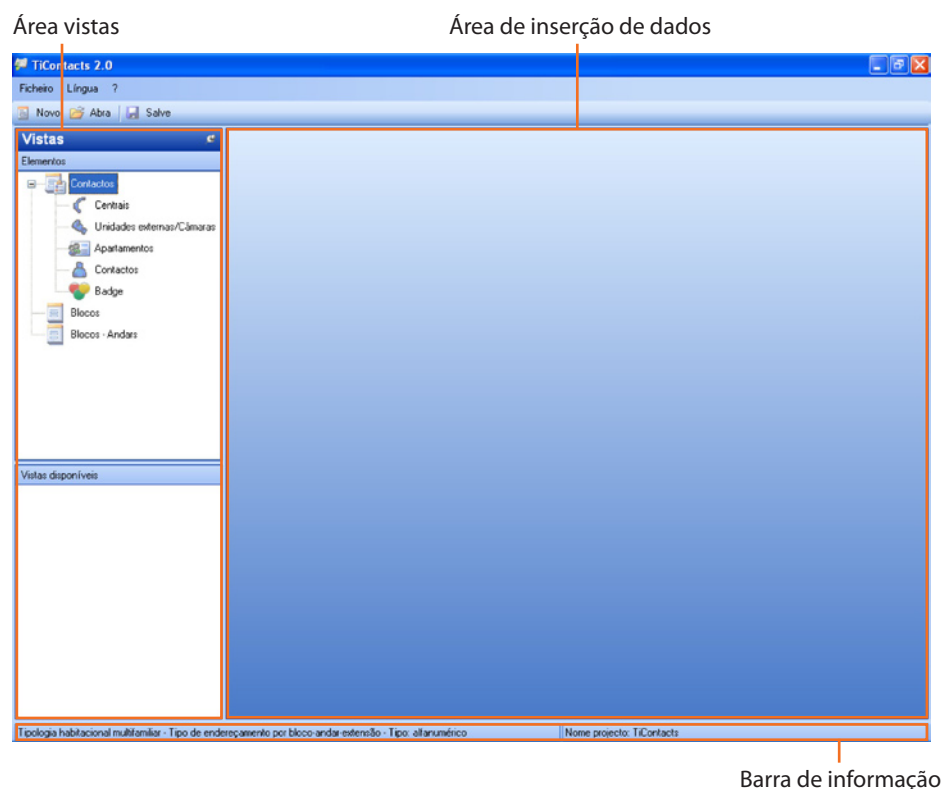 Área vistas
Área de inserção de dados
TiContacts 2.0
Ficheiro Língua ?
Novo Abra Salve
Vistas
Elementos
Contactos
Centrais
Unidades externas/Câmaras
Apartamentos
Contactos
Badge
Blocos
Blocos - Andars
Vistas disponíveis
Tipologia habitacional multifamiliar - Tipo de endereçamento por bloco-andar-extensão - Tipo: alfanumérico
Nome projecto: TiContacts
Barra de informação